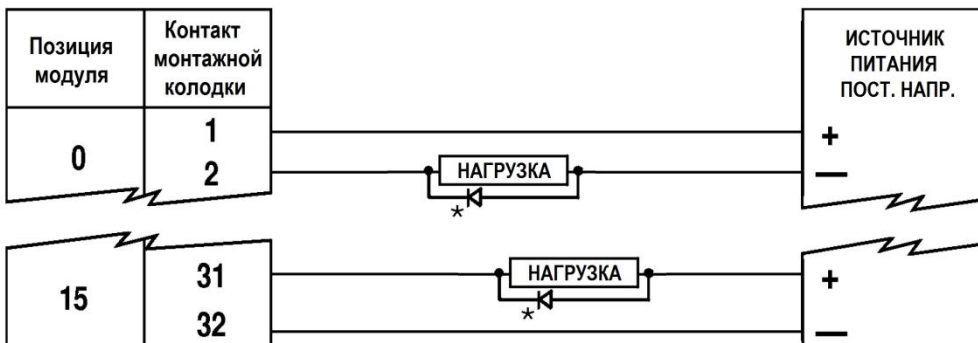 Позиция
модуля
Контакт
монтажной
колодки
ИСТОЧНИК
ПИТАНИЯ
ПОСТ. НАПР.
0
1
2
НАГРУЗКА
*
+
—
15
31
32
НАГРУЗКА
*
+
—